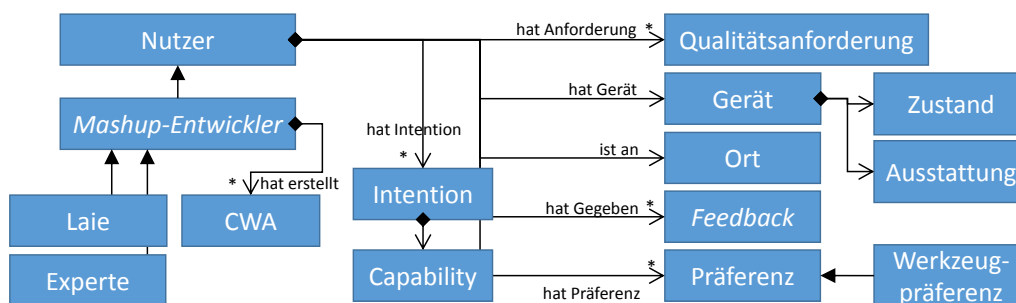 Nutzer
hat Anforderung *
Qualitätsanforderung
hat Gerät
Gerät
Zustand
Mashup-Entwickler
hat Intention
*
ist an
Ort
Ausstattung
* hat erstellt
Laie
CWA
Intention
hat Gegeben *
Feedback
Experte
Capability
*
hat Präferenz
Präferenz
Werkzeug-
präferenz